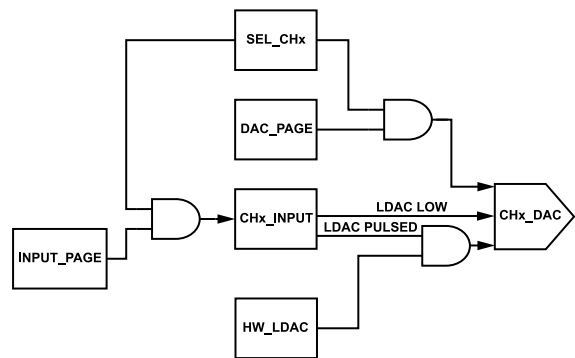 SEL_CHx
DAC_PAGE
CHx_INPUT
LDAC LOW
LDAC PULSED
CHx_DAC
INPUT_PAGE
HW_LDAC